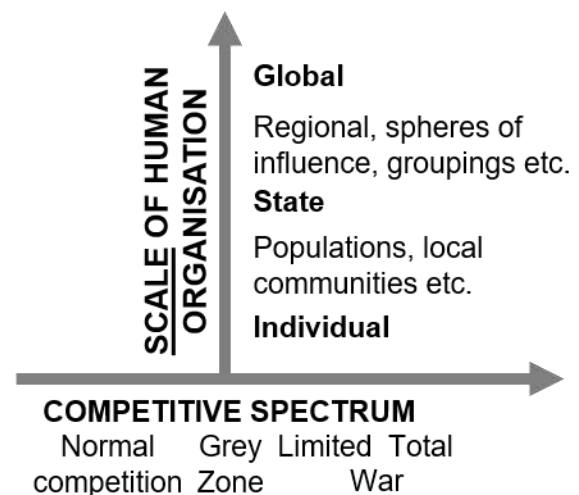 SCALE OF HUMAN
ORGANISATION
Global
Regional, spheres of
influence, groupings etc.
State
Populations, local
communities etc.
Individual
COMPETITIVE SPECTRUM
Normal Grey Limited Total
competition Zone War